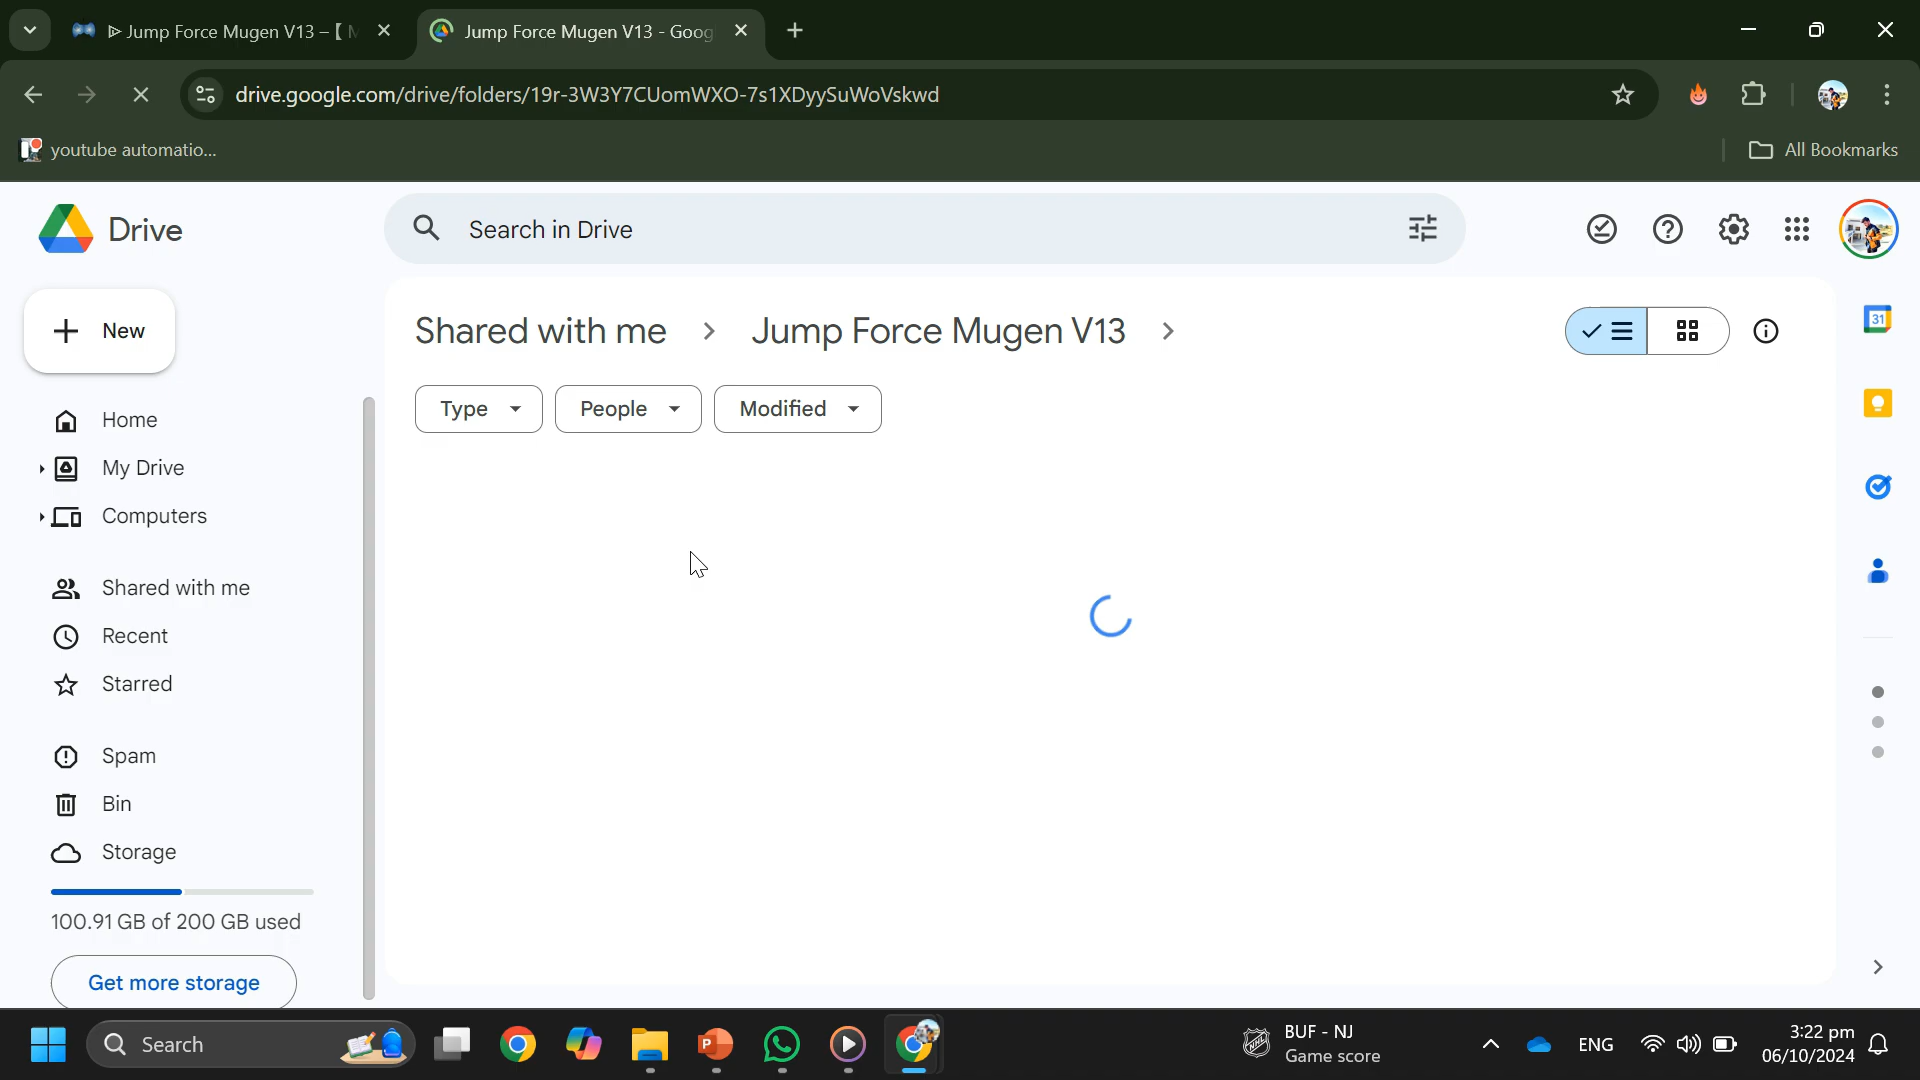 Jump Force Mugen V13 –【 M
Jump Force Mugen V13 - Goog
drive.google.com/drive/folders/19r-3W3Y7CUomWXO-7s1XDyySuWoVskwd
youtube automatio...
All Bookmarks
Drive
Search in Drive
New
Shared with me
Jump Force Mugen V13
Type
People
Modified
Home
My Drive
Computers
Shared with me
Recent
Starred
Spam
Bin
Storage
100.91 GB of 200 GB used
Get more storage
31
Search
P
BUF - NJ
Game score
ENG
3:22 pm
06/10/2024